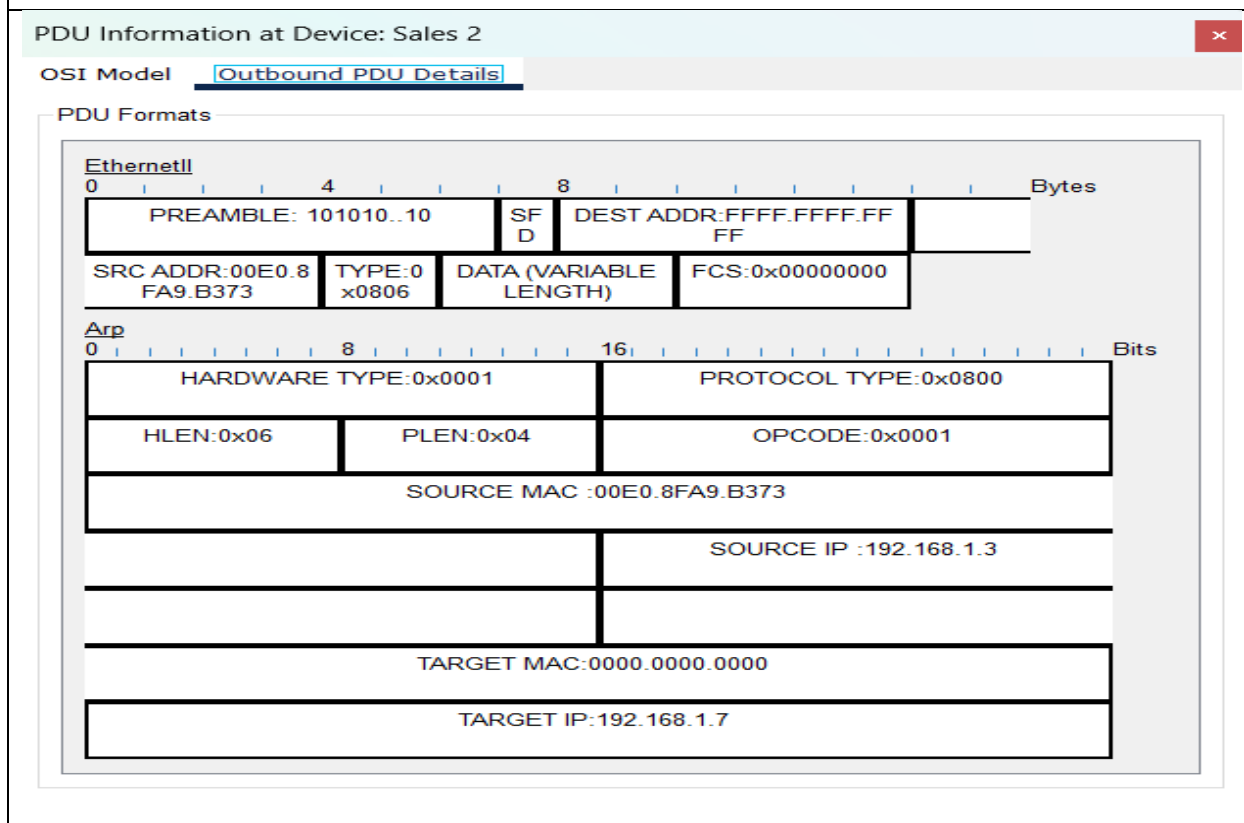 PDU Information at Device: Sales 2
×
OSI Model Outbound PDU Details
PDU Formats
EthernetII
0 4 8 Bytes
PREAMBLE: 101010..10
SF
D
DEST ADDR:FFFF.FFFF.FF
FF
SRC ADDR:00E0.8
FA9.B373
TYPE:0
x0806
DATA (VARIABLE
LENGTH)
FCS:0x00000000
Arp
0 8 16 Bits
HARDWARE TYPE:0x0001 PROTOCOL TYPE:0x0800
HLEN:0x06 PLEN:0x04 OPCODE:0x0001
SOURCE MAC :00E0.8FA9.B373
SOURCE IP :192.168.1.3
TARGET MAC:0000.0000.0000
TARGET IP:192.168.1.7